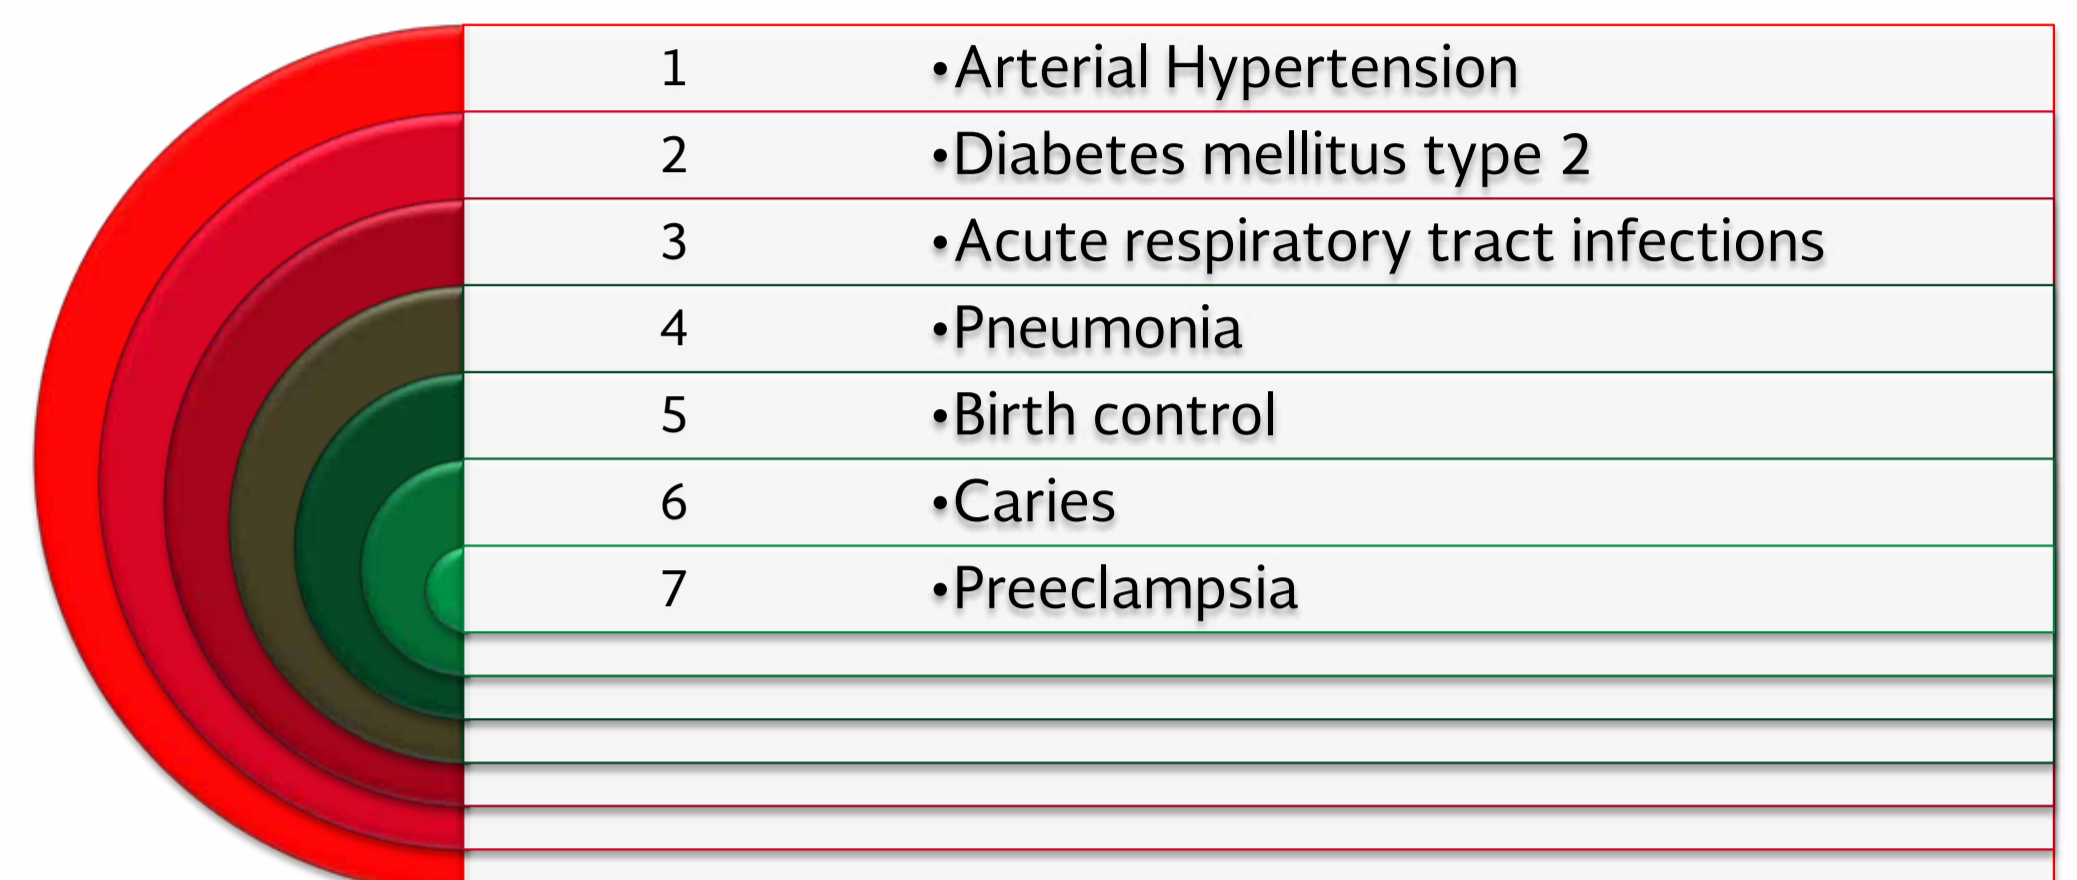 1 •Arterial Hypertension
2 •Diabetes mellitus type 2
3 •Acute respiratory tract infections
4 •Pneumonia
5 •Birth control
6 •Caries
7 •Preeclampsia